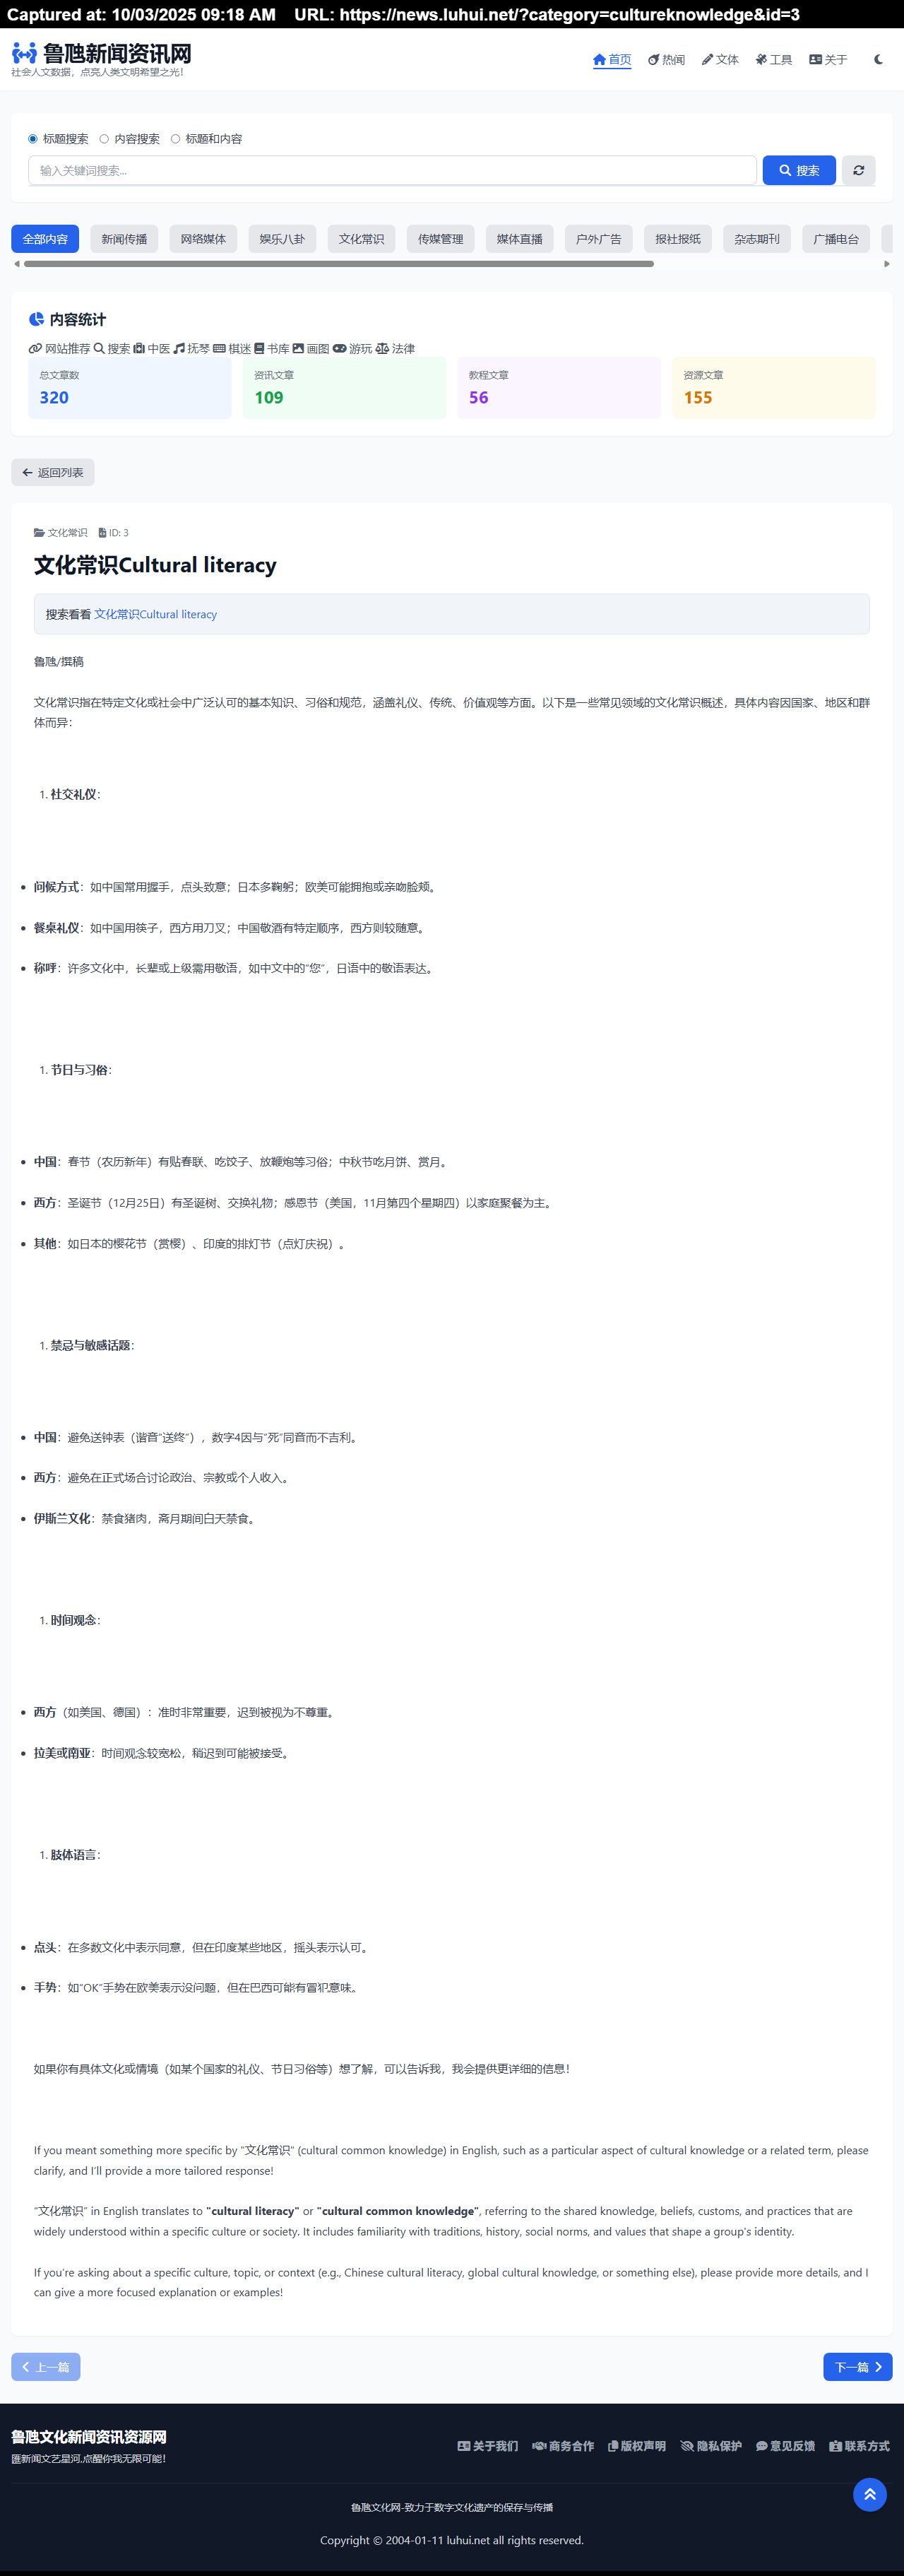 Captured at: 10/03/2025 09:18 AM    URL: https://news.luhui.net/?category=cultureknowledge&id=3
鲁虺新闻资讯网
社会人文数据，点亮人类文明希望之光！
首页 热闻 文体 工具 关于
标题搜索 内容搜索 标题和内容
输入关键词搜索...
搜索
全部内容 新闻传播 网络媒体 娱乐八卦 文化常识 传媒管理 媒体直播 户外广告 报社报纸 杂志期刊 广播电台
内容统计
网站推荐 搜索 中医 抚琴 棋迷 书库 画图 游玩 法律
总文章数 资讯文章 教程文章 资源文章
320 109 56 155
返回列表
文化常识 ID: 3
文化常识Cultural literacy
搜索看看 文化常识Cultural literacy
鲁虺/撰稿
文化常识指在特定文化或社会中广泛认可的基本知识、习俗和规范，涵盖礼仪、传统、价值观等方面。以下是一些常见领域的文化常识概述，具体内容因国家、地区和群
体而异：
1. 社交礼仪：
• 问候方式：如中国常用握手，点头致意；日本多鞠躬；欧美可能拥抱或亲吻脸颊。
• 餐桌礼仪：如中国用筷子，西方用刀叉；中国敬酒有特定顺序，西方则较随意。
• 称呼：许多文化中，长辈或上级需用敬语，如中文中的“您”，日语中的敬语表达。
1. 节日与习俗：
• 中国：春节（农历新年）有贴春联、吃饺子、放鞭炮等习俗；中秋节吃月饼、赏月。
• 西方：圣诞节（12月25日）有圣诞树、交换礼物；感恩节（美国，11月第四个星期四）以家庭聚餐为主。
• 其他：如日本的樱花节（赏樱）、印度的排灯节（点灯庆祝）。
1. 禁忌与敏感话题：
• 中国：避免送钟表（谐音“送终”），数字4因与“死”同音而不吉利。
• 西方：避免在正式场合讨论政治、宗教或个人收入。
• 伊斯兰文化：禁食猪肉，斋月期间白天禁食。
1. 时间观念：
• 西方（如美国、德国）：准时非常重要，迟到被视为不尊重。
• 拉美或南亚：时间观念较宽松，稍迟到可能被接受。
1. 肢体语言：
• 点头：在多数文化中表示同意，但在印度某些地区，摇头表示认可。
• 手势：如“OK”手势在欧美表示没问题，但在巴西可能有冒犯意味。
如果你有具体文化或情境（如某个国家的礼仪、节日习俗等）想了解，可以告诉我，我会提供更详细的信息！
If you meant something more specific by "文化常识" (cultural common knowledge) in English, such as a particular aspect of cultural knowledge or a related term, please
clarify, and I'll provide a more tailored response!
"文化常识" in English translates to "cultural literacy" or "cultural common knowledge", referring to the shared knowledge, beliefs, customs, and practices that are
widely understood within a specific culture or society. It includes familiarity with traditions, history, social norms, and values that shape a group's identity.
If you're asking about a specific culture, topic, or context (e.g., Chinese cultural literacy, global cultural knowledge, or something else), please provide more details, and I
can give a more focused explanation or examples!
上一篇 下一篇
鲁虺文化新闻资讯资源网
匯新闻文艺星河,点醒你我无限可能！
关于我们 商务合作 版权声明 隐私保护 意见反馈 联系方式
鲁虺文化网-致力于数字文化遗产的保存与传播
Copyright © 2004-01-11 luhui.net all rights reserved.